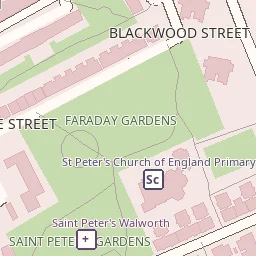 BLACKWOOD STREET
FARADAY GARDENS
E STREET
St Peter's Church of England Primary
Sc
Saint Peter's Walworth
SAINT PETE GARDENS